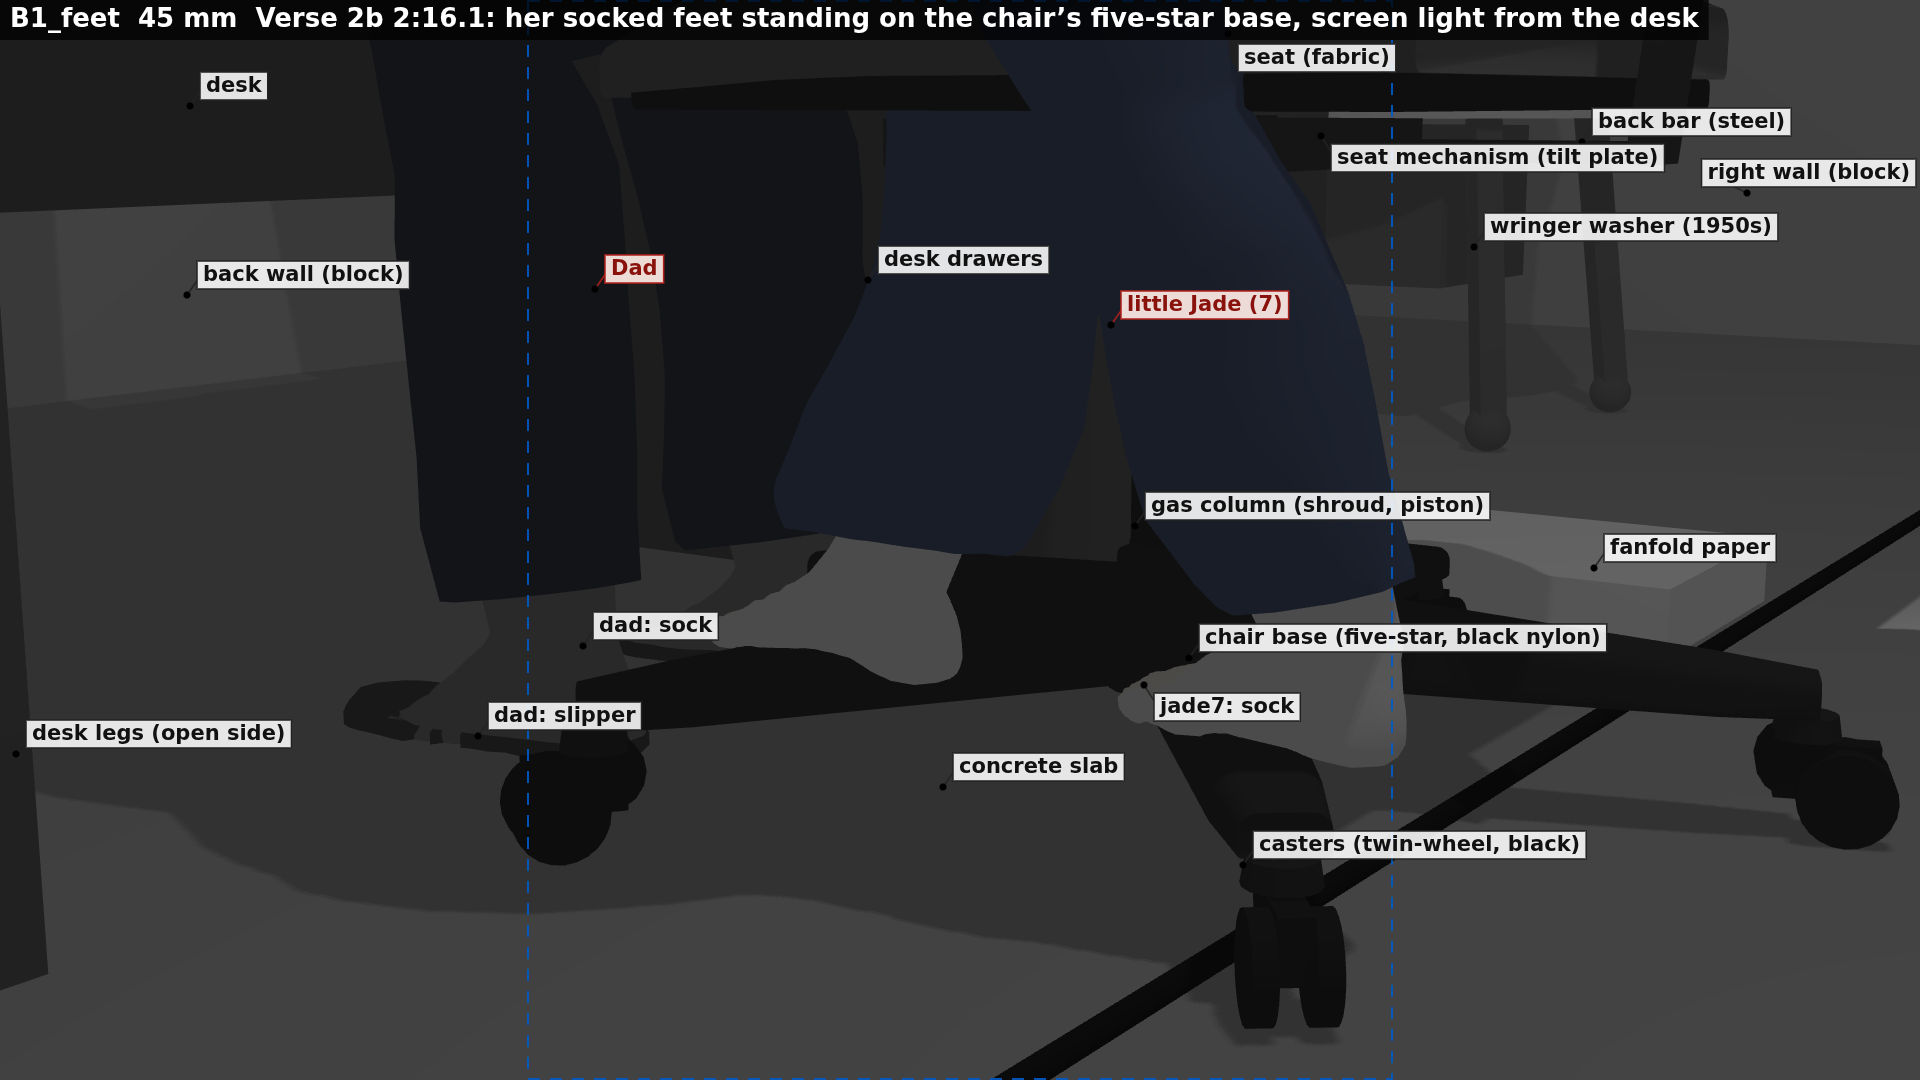 B1_feet  45 mm  Verse 2b 2:16.1: her socked feet standing on the chair’s five-star base, screen light from the desk
seat (fabric)
desk
back bar (steel)
seat mechanism (tilt plate)
right wall (block)
wringer washer (1950s)
desk drawers
Dad
back wall (block)
little Jade (7)
gas column (shroud, piston)
fanfold paper
dad: sock
chair base (five-star, black nylon)
jade7: sock
dad: slipper
desk legs (open side)
concrete slab
casters (twin-wheel, black)